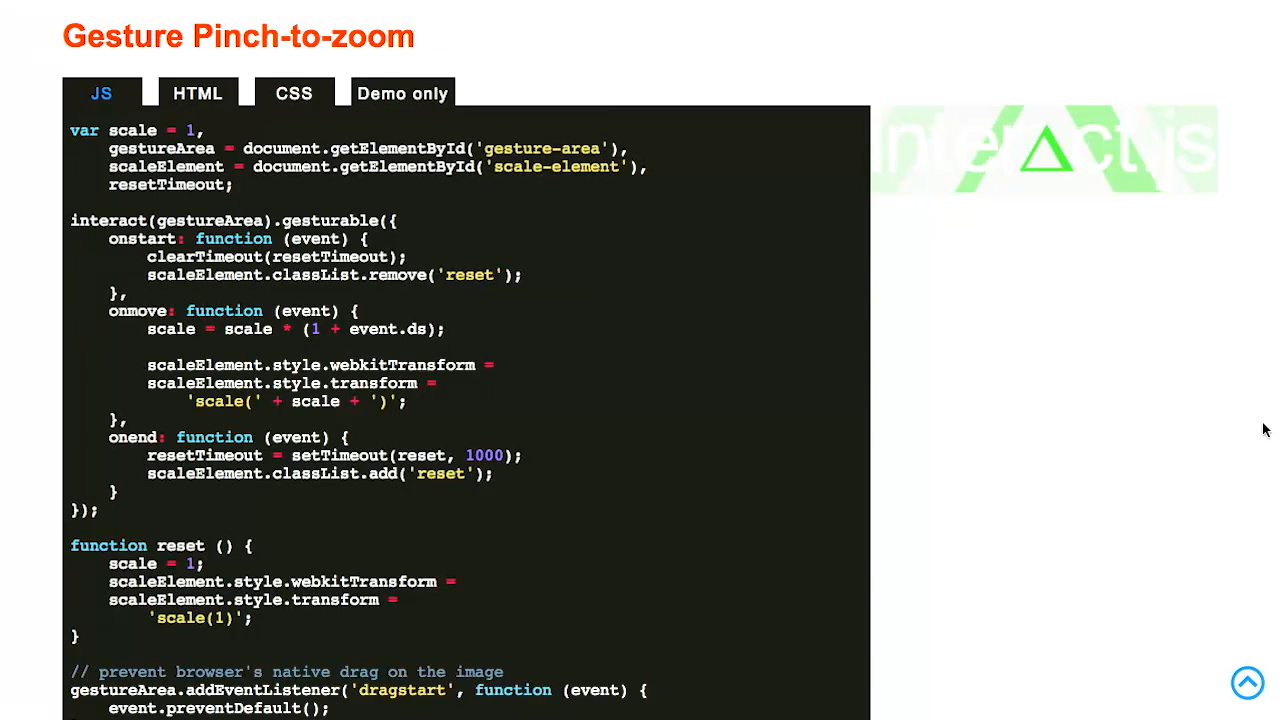 Gesture Pinch-to-zoom
JS HTML CSS Demo only
var scale = 1,
    gestureArea = document.getElementById('gesture-area'),
    scaleElement = document.getElementById('scale-element'),
    resetTimeout;
interact(gestureArea).gesturable({
    onstart: function (event) {
        clearTimeout(resetTimeout);
        scaleElement.classList.remove('reset');
    },
    onmove: function (event) {
        scale = scale * (1 + event.ds);
        scaleElement.style.webkitTransform =
        scaleElement.style.transform =
            'scale(' + scale + ')';
    },
    onend: function (event) {
        resetTimeout = setTimeout(reset, 1000);
        scaleElement.classList.add('reset');
    }
});
function reset () {
    scale = 1;
    scaleElement.style.webkitTransform =
    scaleElement.style.transform =
        'scale(1)';
}
// prevent browser's native drag on the image
gestureArea.addEventListener('dragstart', function (event) {
    event.preventDefault();
interact.js